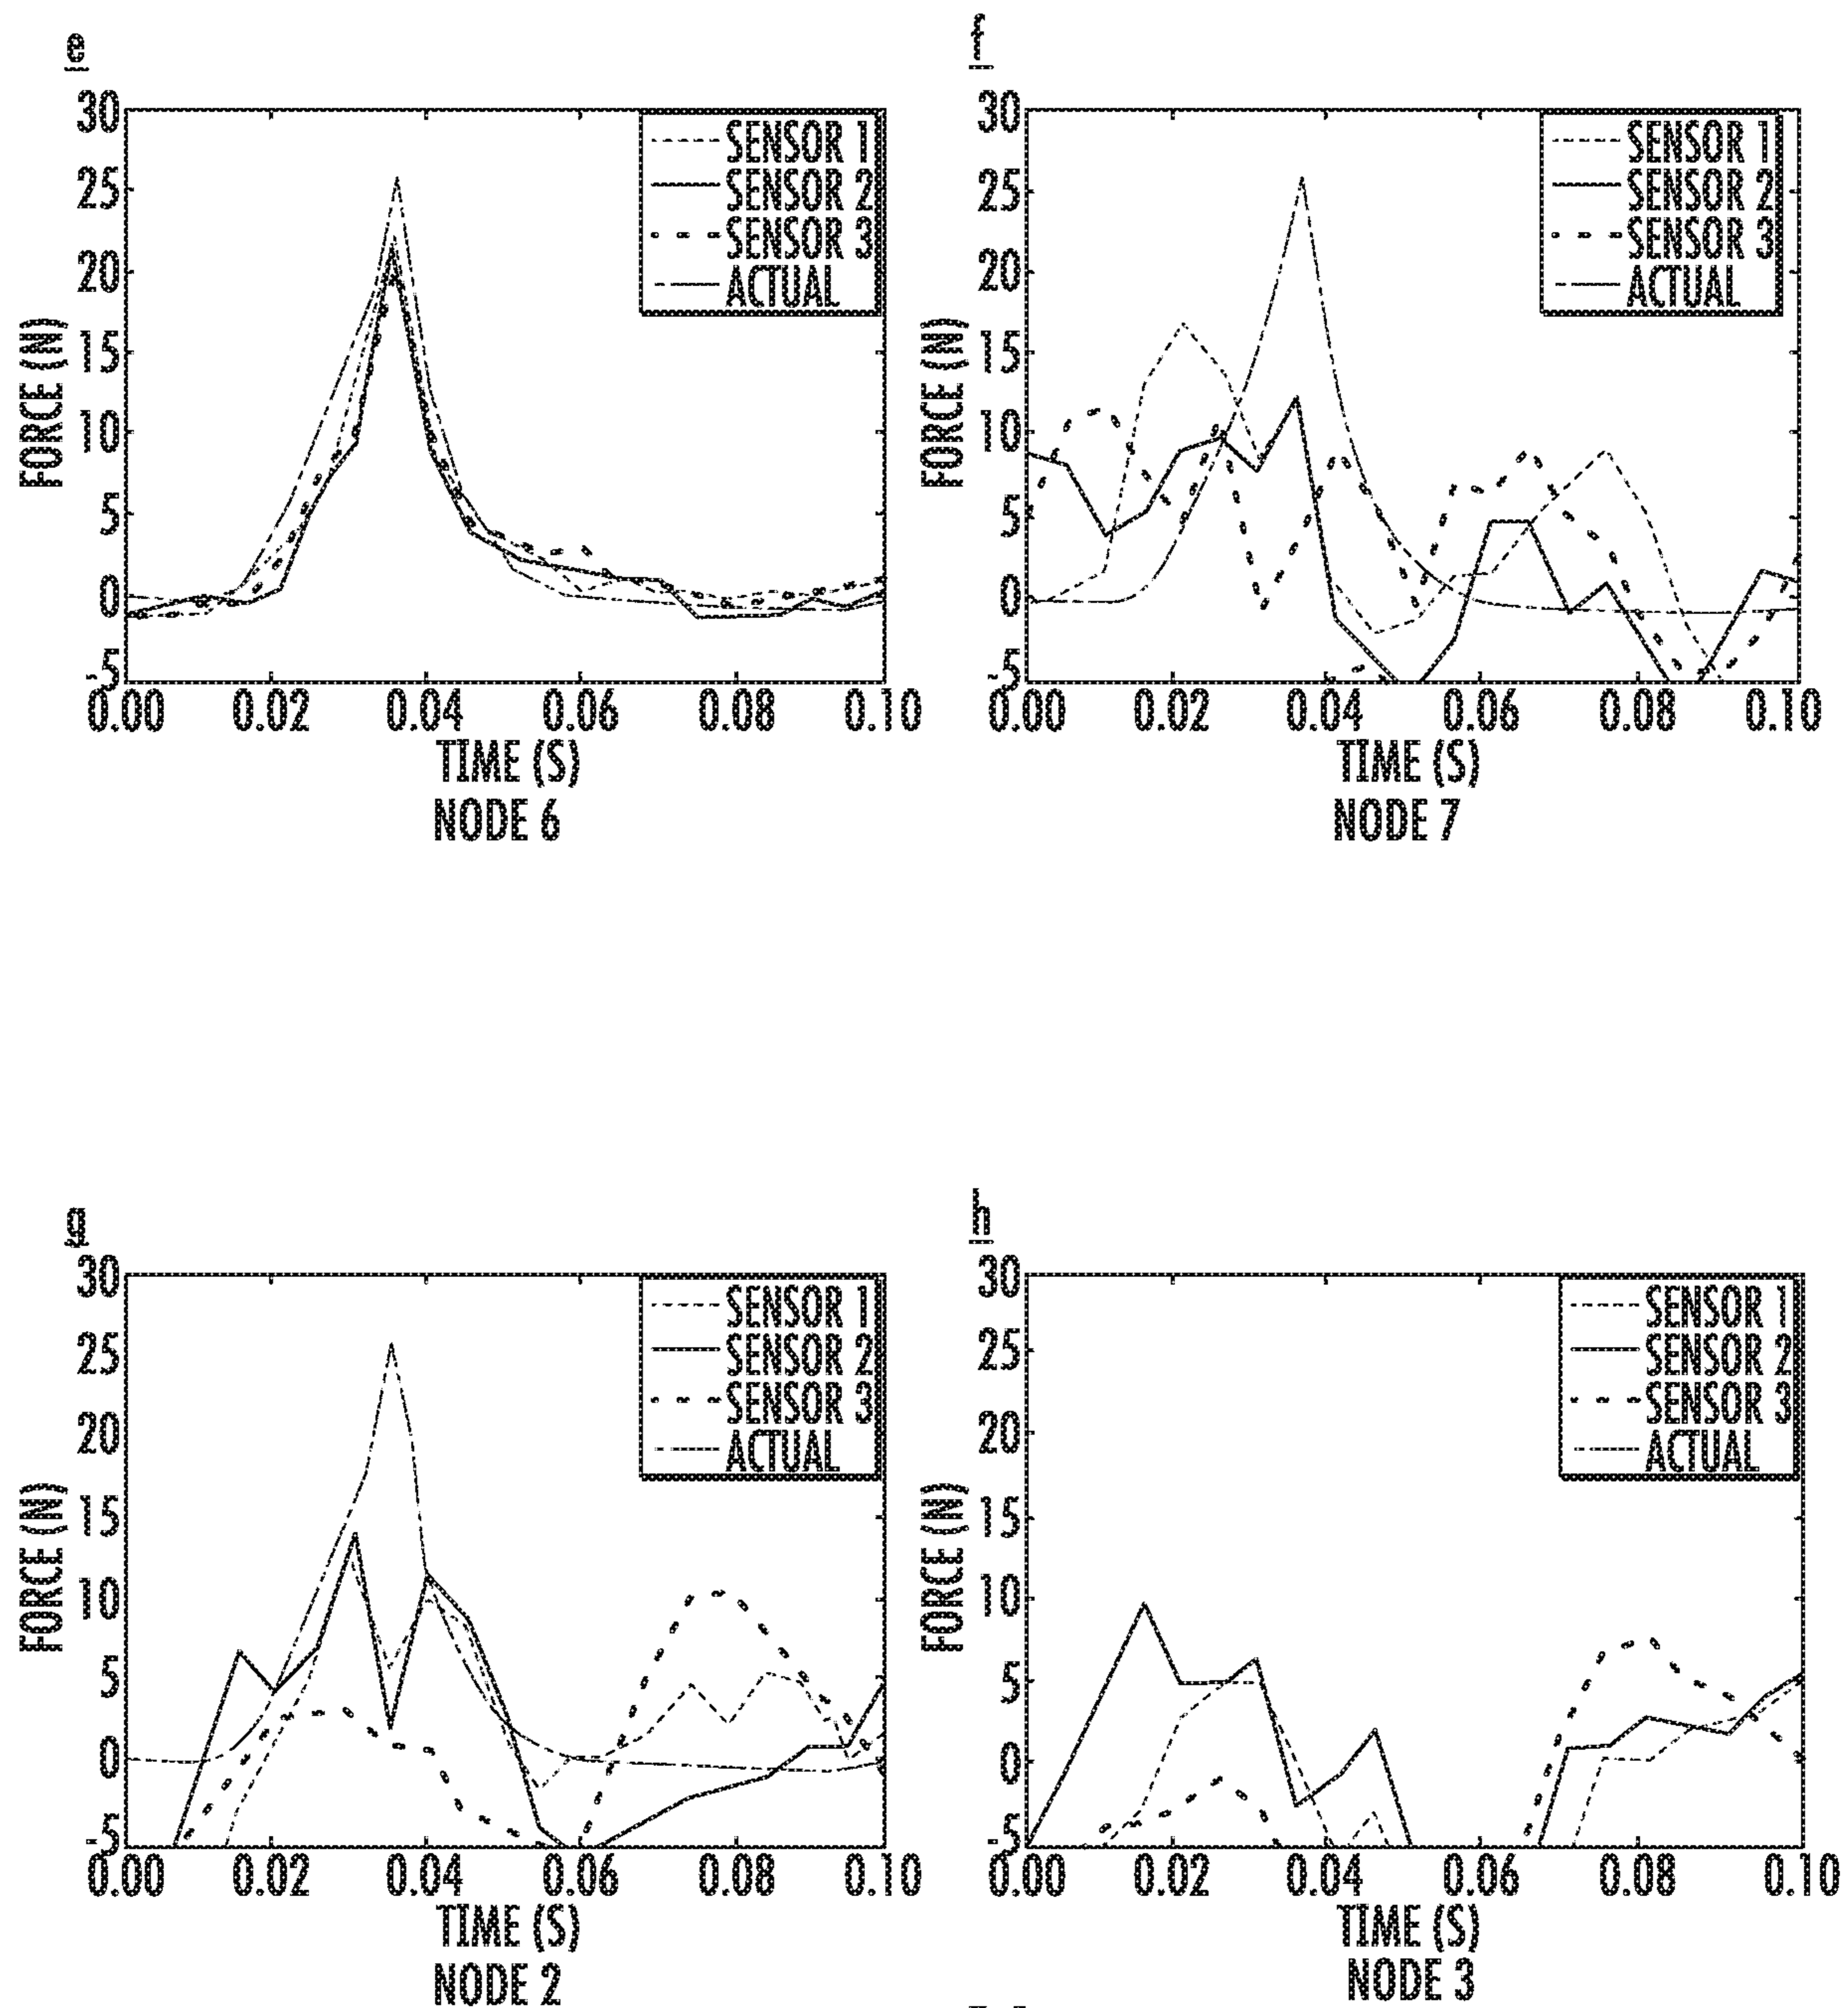 e
30
25
20
15
10
5
0
-5
FORCE (N)
SENSOR 1
SENSOR 2
SENSOR 3
ACTUAL
0.00 0.02 0.04 0.06 0.08 0.10
TIME (S)
NODE 6
f
30
25
20
15
10
5
0
-5
FORCE (N)
SENSOR 1
SENSOR 2
SENSOR 3
ACTUAL
0.00 0.02 0.04 0.06 0.08 0.10
TIME (S)
NODE 7
g
30
25
20
15
10
5
0
-5
FORCE (N)
SENSOR 1
SENSOR 2
SENSOR 3
ACTUAL
0.00 0.02 0.04 0.06 0.08 0.10
TIME (S)
NODE 2
h
30
25
20
15
10
5
0
-5
FORCE (N)
SENSOR 1
SENSOR 2
SENSOR 3
ACTUAL
0.00 0.02 0.04 0.06 0.08 0.10
TIME (S)
NODE 3